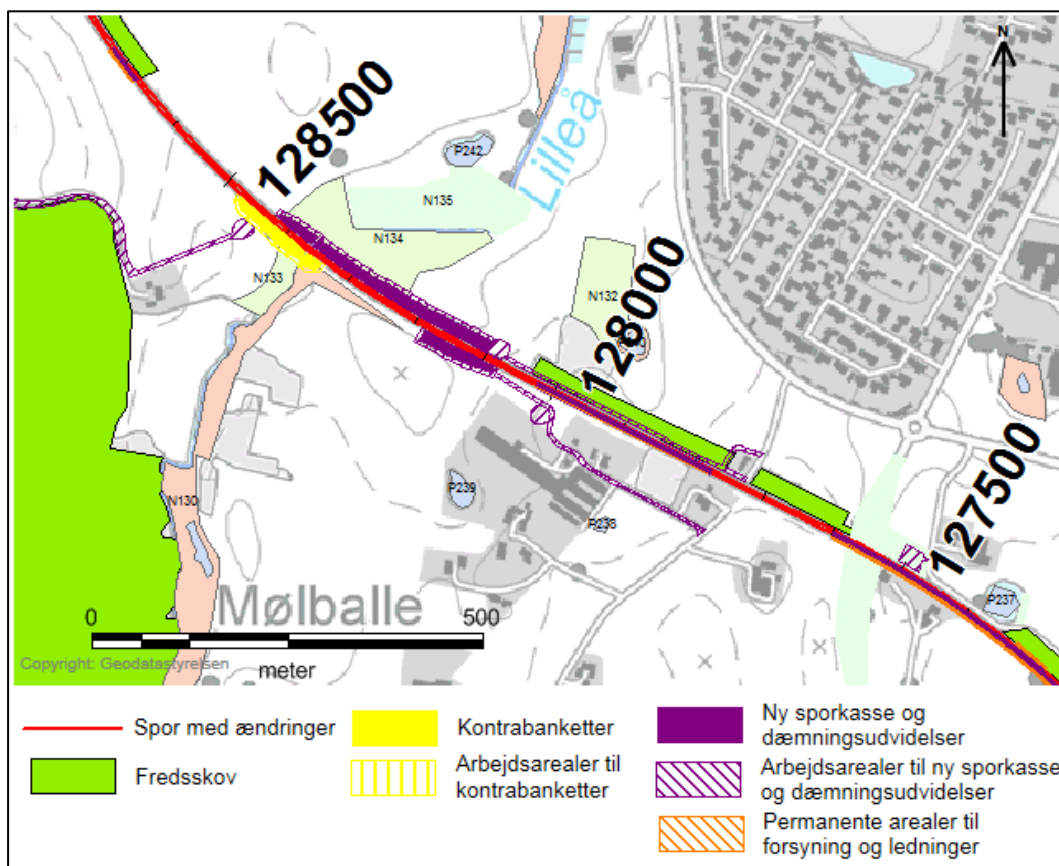 N
128500
P242
Lilleå
N135
N134
N133
N132
128000
127500
P239
P238
N130
P237
Mølballe
0
500
Copyright: Geodatastyrelsen
meter
Spor med ændringer
Fredsskov
Kontrabanketter
Arbejdsarealer til
kontrabanketter
Ny sporkasse og
dæmningsudvidelser
Arbejdsarealer til ny sporkasse
og dæmningsudvidelser
Permanente arealer til
forsyning og ledninger